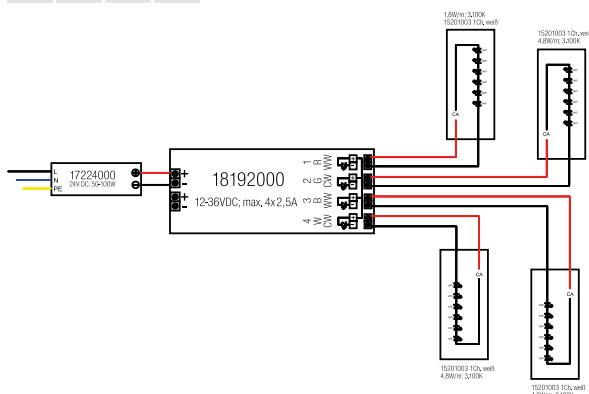 1,8W/m; 3.100K
15201003 1Ch. weiß
15201003 1Ch. wei
4,8W/m; 3.100K
CA
CA
L
N
PE
17224000
24V DC; 50-100W
+
-
+
-
18192000
12-36VDC; max. 4x2,5A
1 R WW
2 G CW
3 B WW
4 W CW
CA
CA
15201003 1Ch. weiß
4,8W/m; 3.100K
15201003 1Ch. weiß